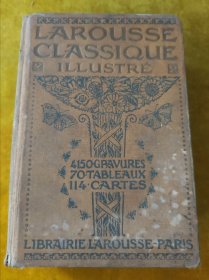 LAROUSSE
CLASSIQUE
ILLUSTRÉ
4150 GRAVURES
70 TABLEAUX
114 CARTES
LIBRAIRIE LAROUSSE-PARIS